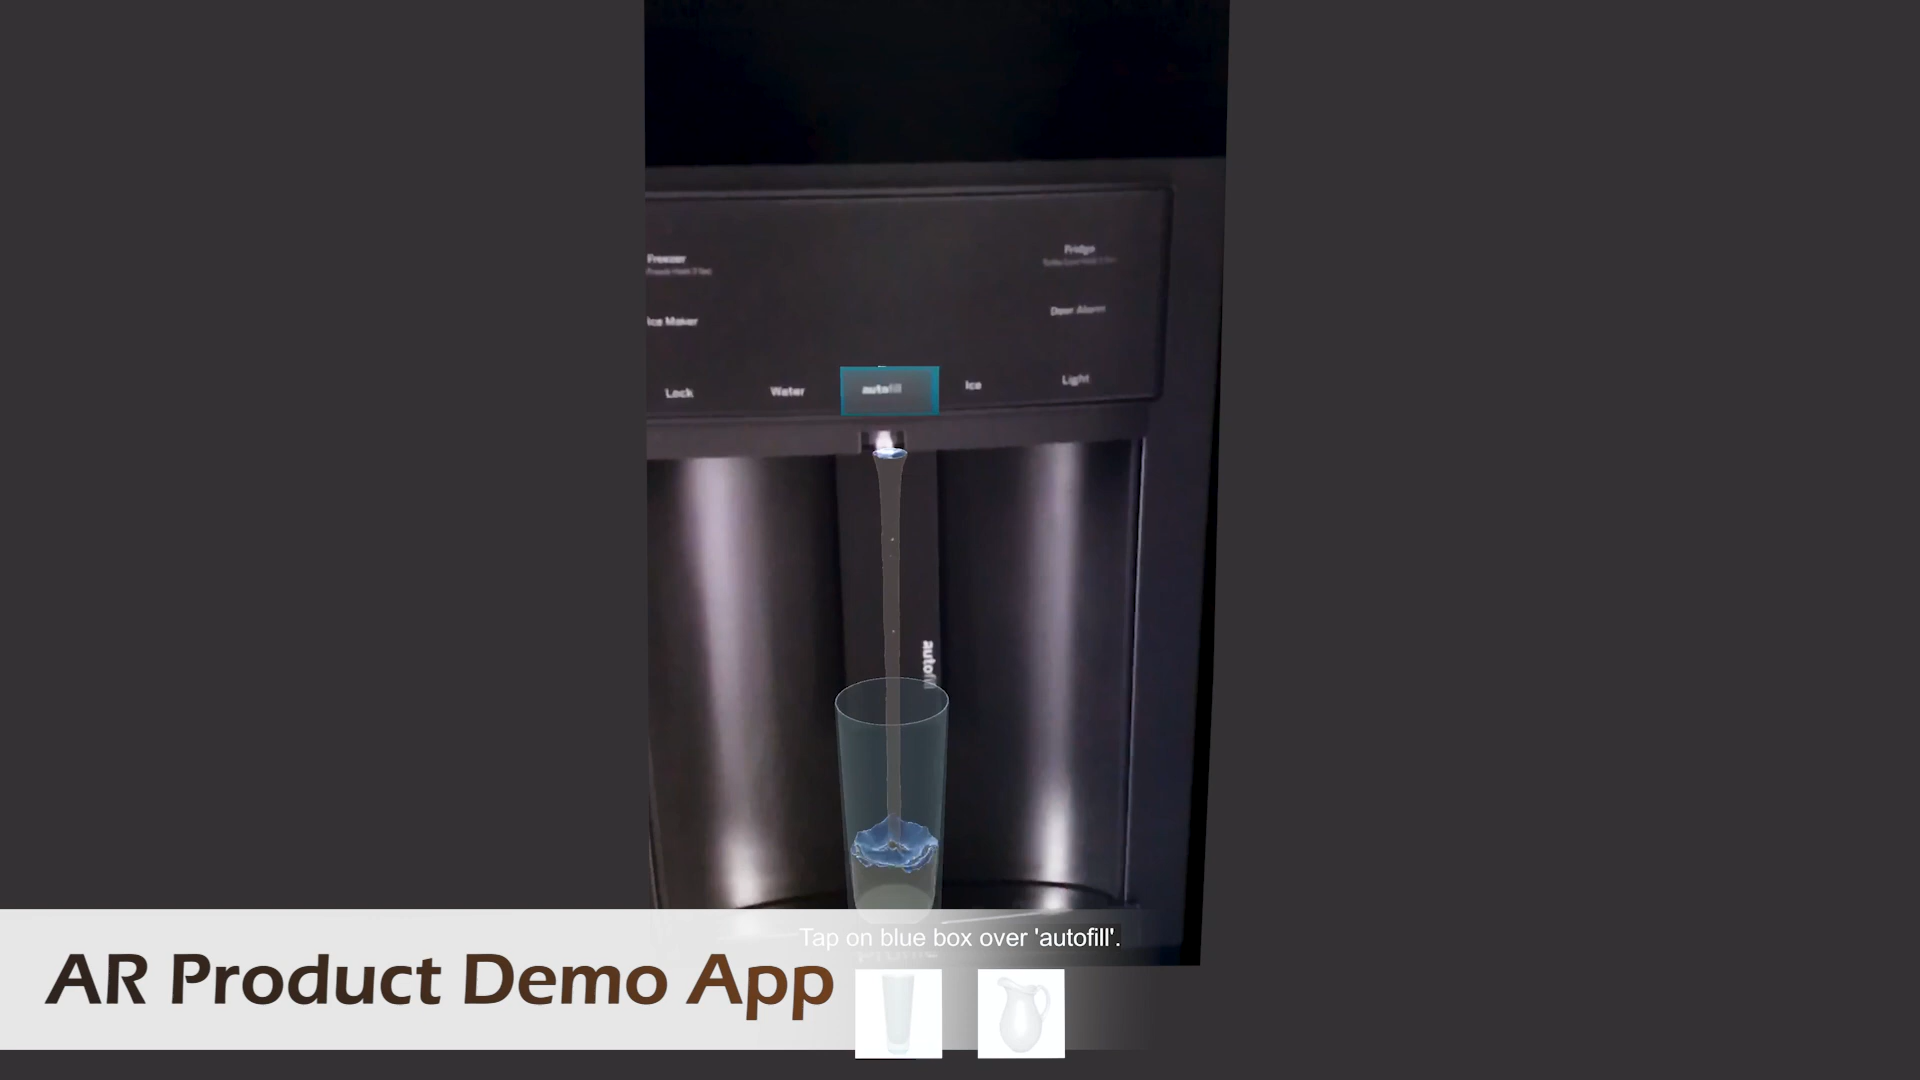 Freezer
Fridge
Ice Maker
Door Alarm
Lock
Water
autofill
Ice
Light
autofill
Tap on blue box over 'autofill'.
AR Product Demo App